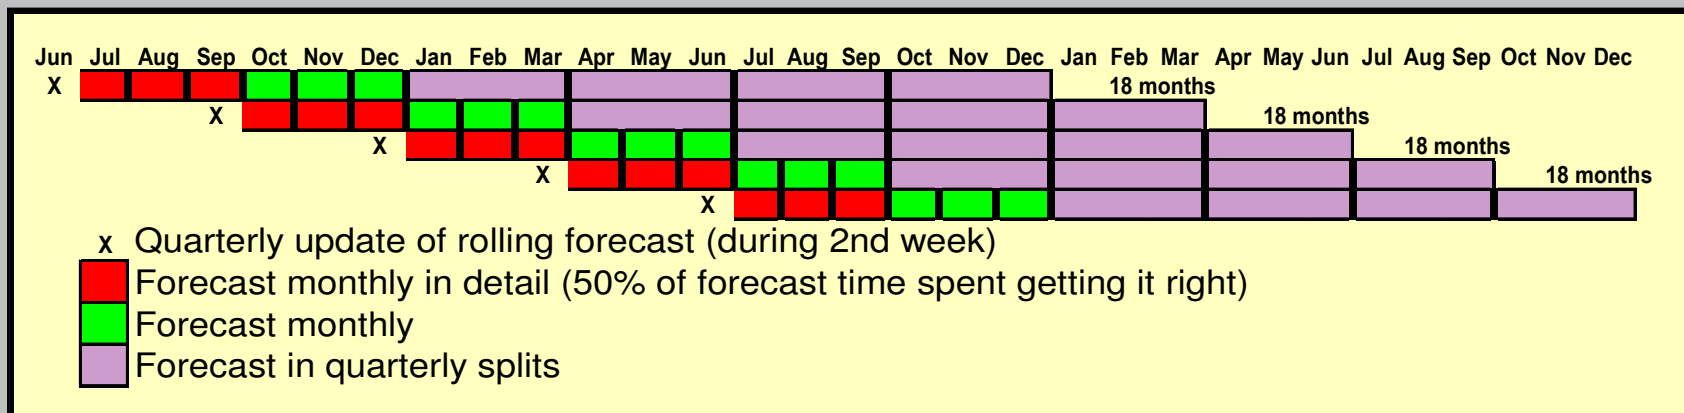 Jun Jul Aug Sep Oct Nov Dec Jan Feb Mar Apr May Jun Jul Aug Sep Oct Nov Dec Jan Feb Mar Apr May Jun Jul Aug Sep Oct Nov Dec
X 18 months
X 18 months
X 18 months
X 18 months
X
x Quarterly update of rolling forecast (during 2nd week)
Forecast monthly in detail (50% of forecast time spent getting it right)
Forecast monthly
Forecast in quarterly splits